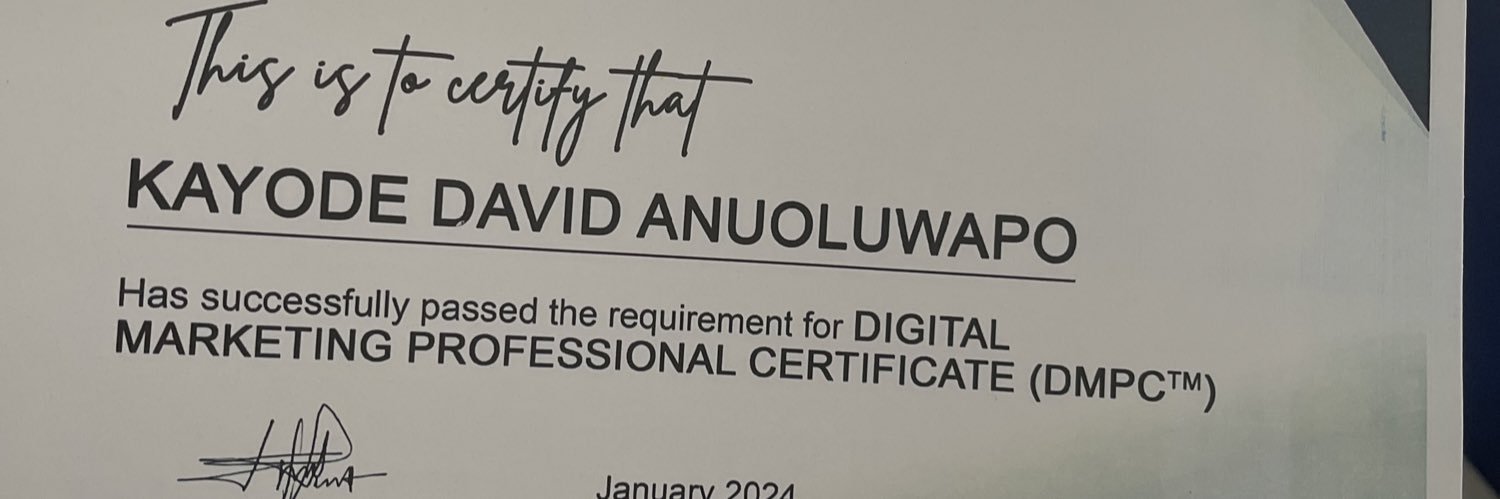 This is to certify that
KAYODE DAVID ANUOLUWAPO
Has successfully passed the requirement for DIGITAL
MARKETING PROFESSIONAL CERTIFICATE (DMPC™)
January 2024